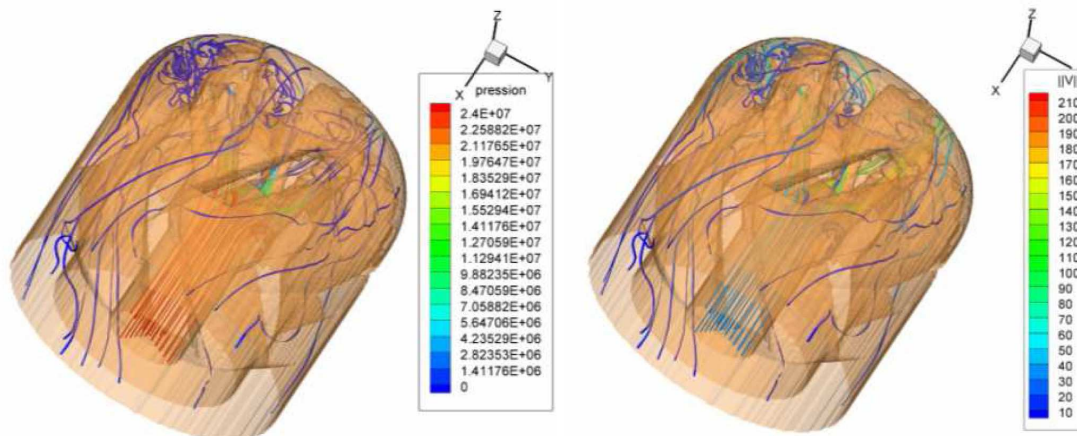 Z
Y
X
pression
2.4E+07
2.25882E+07
2.11765E+07
1.97647E+07
1.83529E+07
1.69412E+07
1.55294E+07
1.41176E+07
1.27059E+07
1.12941E+07
9.88235E+06
8.47059E+06
7.05882E+06
5.64706E+06
4.23529E+06
2.82353E+06
1.41176E+06
0
Z
X
||V||
210
200
190
180
170
160
150
140
130
120
110
100
90
80
70
60
50
40
30
20
10